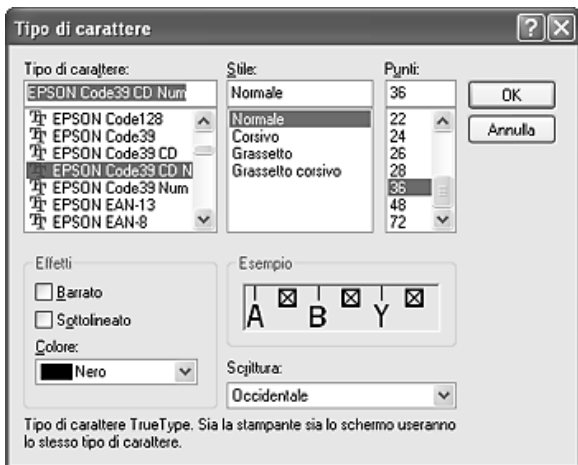 Tipo di carattere
Tipo di carattere:
EPSON Code39 CD Num
EPSON Code128
EPSON Code39
EPSON Code39 CD
EPSON Code39 CD N
EPSON Code39 Num
EPSON EAN-13
EPSON EAN-8
Stile:
Normale
Normale
Corsivo
Grassetto
Grassetto corsivo
Punti:
36
22
24
26
28
36
48
72
OK
Annulla
Effetti
Barrato
Sottolineato
Colore:
Nero
Esempio
A B Y
Scrittura:
Occidentale
Tipo di carattere TrueType. Sia la stampante sia lo schermo useranno
lo stesso tipo di carattere.